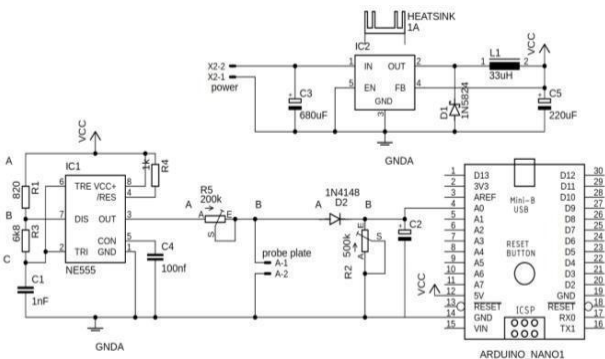 HEATSINK
1A
IC2
X2-2
X2-1
power
1
IN
OUT
2
5
EN
FB
4
GND
3
C3
680uF
L1
1
2
33uH
VCC
D1
1N5824
C5
220uF
GNDA
VCC
A
B
C
R1
820
R3
6k8
C1
1nF
IC1
6
TRE
VCC+
8
/RES
4
7
DIS
OUT
3
CON
5
2
TRI
GND
1
NE555
R4
1k
C4
100nf
GNDA
R5
200k
A
A
E
S
B
probe plate
A-1
A-2
1N4148
D2
A
B
R2
500k
E
S
A
C2
VCC
1 D13
2 3V3
3 AREF
4 A0
5 A1
6 A2
7 A3
8 A4
9 A5
10 A6
11 A7
12 5V
13 RESET
14 GND
15 VIN
Mini-B
USB
RESET
BUTTON
ICSP
D12 30
D11 29
D10 28
D9 27
D8 26
D7 25
D6 24
D5 23
D4 22
D3 21
D2 20
GND 19
RESET 18
RX0 17
TX1 16
ARDUINO_NANO1